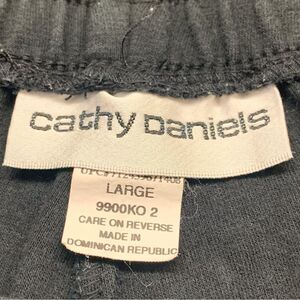 cathy Daniels
LARGE
9900KO 2
CARE ON REVERSE
MADE IN
DOMINICAN REPUBLIC